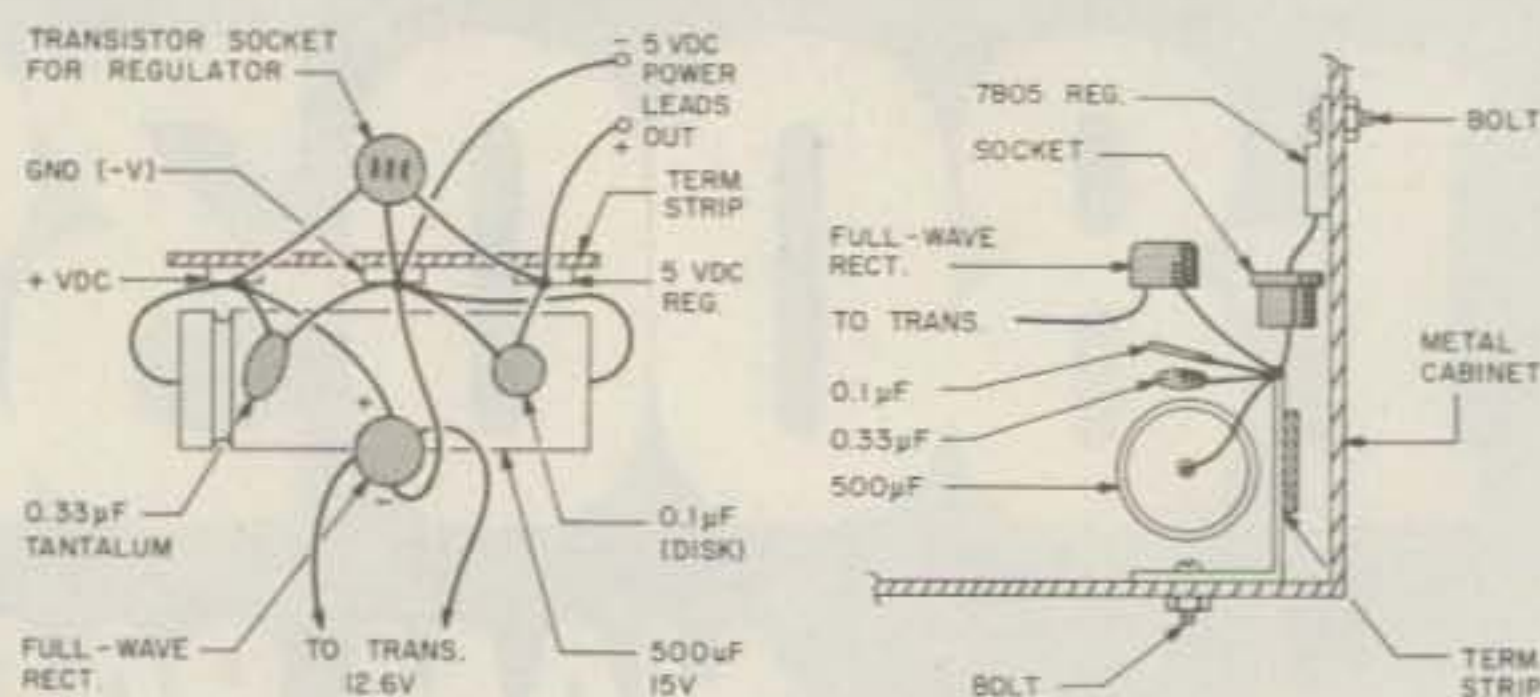 TRANSISTOR SOCKET
FOR REGULATOR
GND (-V)
+ VDC
- 5 VDC
POWER
LEADS
OUT
+
TERM.
STRIP
5 VDC
REG.
+
-
0.33µF
TANTALUM
0.1µF
(DISK)
FULL-WAVE
RECT.
TO TRANS.
12.6V
500uF
15V
7805 REG.
BOLT
SOCKET
FULL-WAVE
RECT.
TO TRANS.
0.1µF
0.33µF
500µF
METAL
CABINET
BOLT
TERM.
STRIP